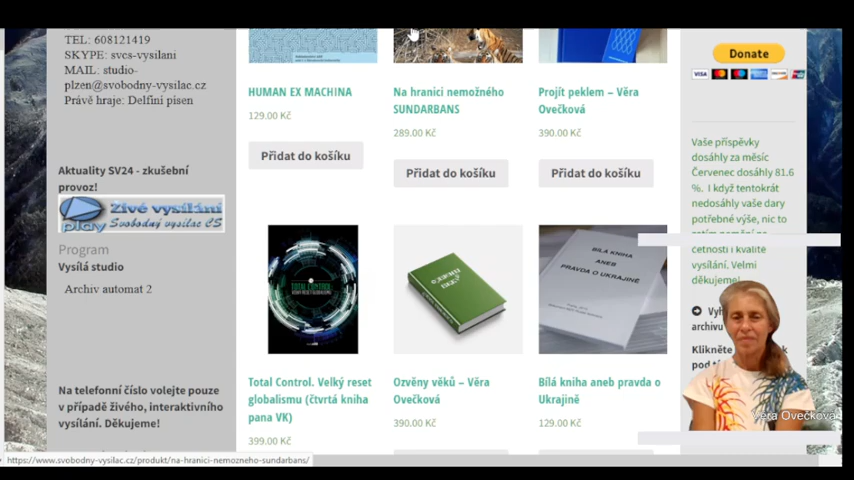 TEL: 608121419
SKYPE: svcs-vysilani
MAIL: studio-
plzen@svobodny-vysilac.cz
Právě hraje: Delfíní písen
Aktuality SV24 - zkušební
provoz!
play
Živé vysílání
Svobodný vysílač CS
Program
Vysílá studio
Archiv automat 2
Na telefonní číslo volejte pouze
v případě živého, interaktivního
vysílání. Děkujeme!
HUMAN EX MACHINA
129.00 Kč
Přidat do košíku
Na hranici nemožného
SUNDARBANS
289.00 Kč
Přidat do košíku
Projít peklem – Věra
Ovečková
390.00 Kč
Přidat do košíku
TOTAL CONTROL
Total Control. Velký reset
globalismu (čtvrtá kniha
pana VK)
399.00 Kč
Ozvěny věků – Věra
Ovečková
390.00 Kč
BÍLÁ KNIHA
ANEB
PRAVDA O UKRAJINĚ
Bílá kniha aneb pravda o
Ukrajině
129.00 Kč
Donate
VISA
Vaše příspěvky
dosáhly za měsíc
Červenec dosáhly 81.6
%. I když tentokrát
nedosáhly vaše dary
potřebné výše, nic to
četnosti i kvalitě
vysílání. Velmi
děkujeme!
archivu
Klikněte
pod
Věra Ovečková
https://www.svobodny-vysilac.cz/produkt/na-hranici-nemozneho-sundarbans/